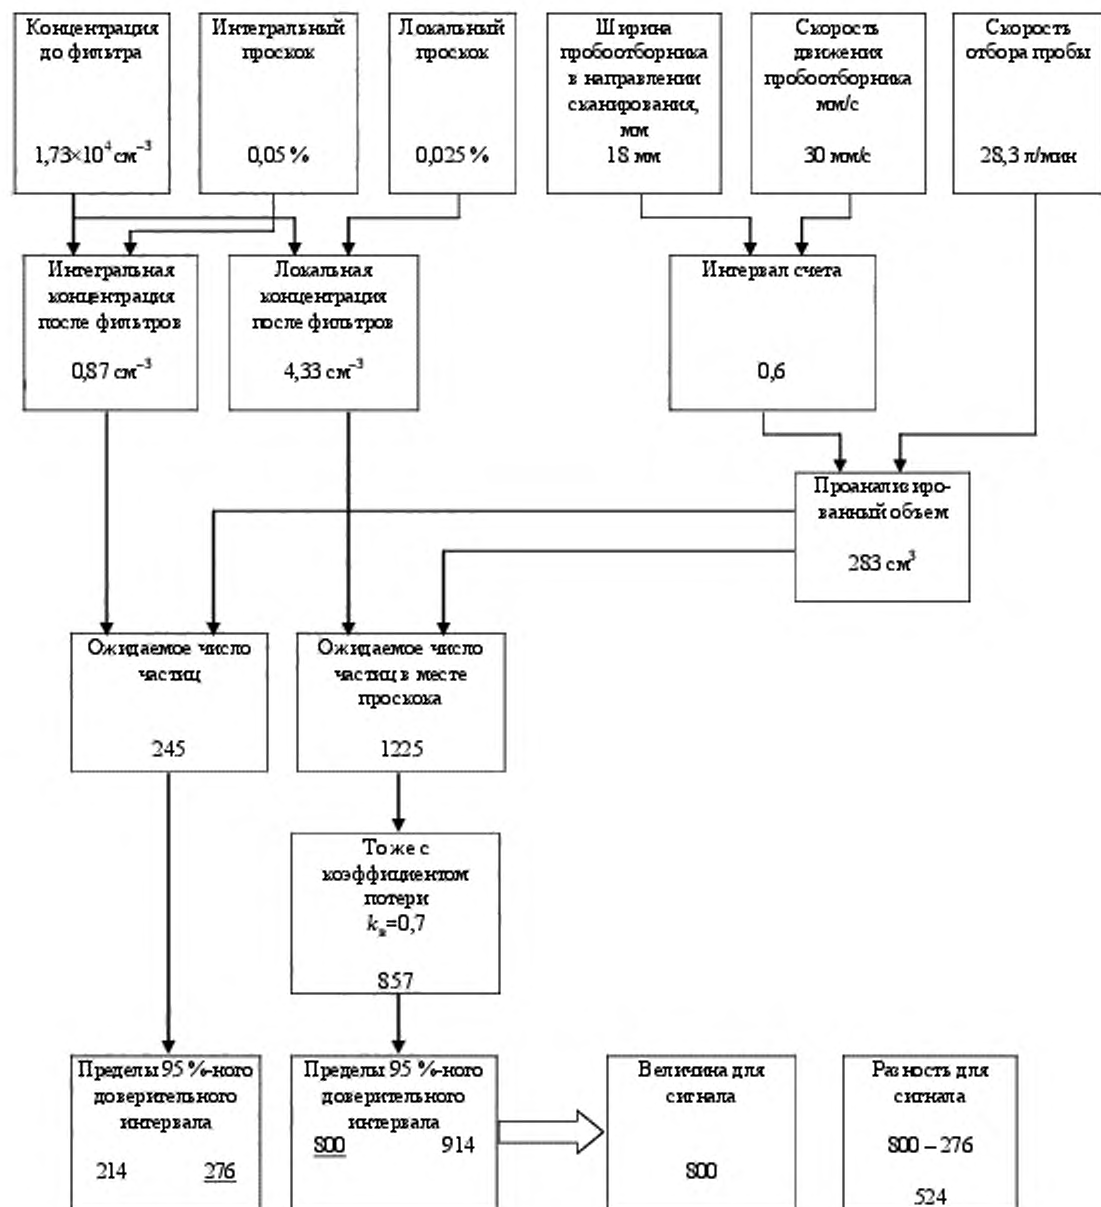 Концентрация
до фильтра
1,73×10⁴ см⁻³
Интегральный
проскок
0,05 %
Локальный
проскок
0,025 %
Ширина
пробоотборника
в направлении
сканирования,
мм
18 мм
Скорость
движения
пробоотборника
мм/с
30 мм/с
Скорость
отбора пробы
28,3 л/мин
Интегральная
концентрация
после фильтров
0,87 см⁻³
Локальная
концентрация
после фильтров
4,33 см⁻³
Интервал счета
0,6
Проанализиро-
ванный объем
283 см³
Ожидаемое число
частиц
245
Ожидаемое число
частиц в месте
проскока
1225
То же с
коэффициентом
потери
=0,7
857
Пределы 95 %-ного
доверительного
интервала
214 276
Пределы 95 %-ного
доверительного
интервала
800 914
Величина для
сигнала
800
Разность для
сигнала
800 – 276
524